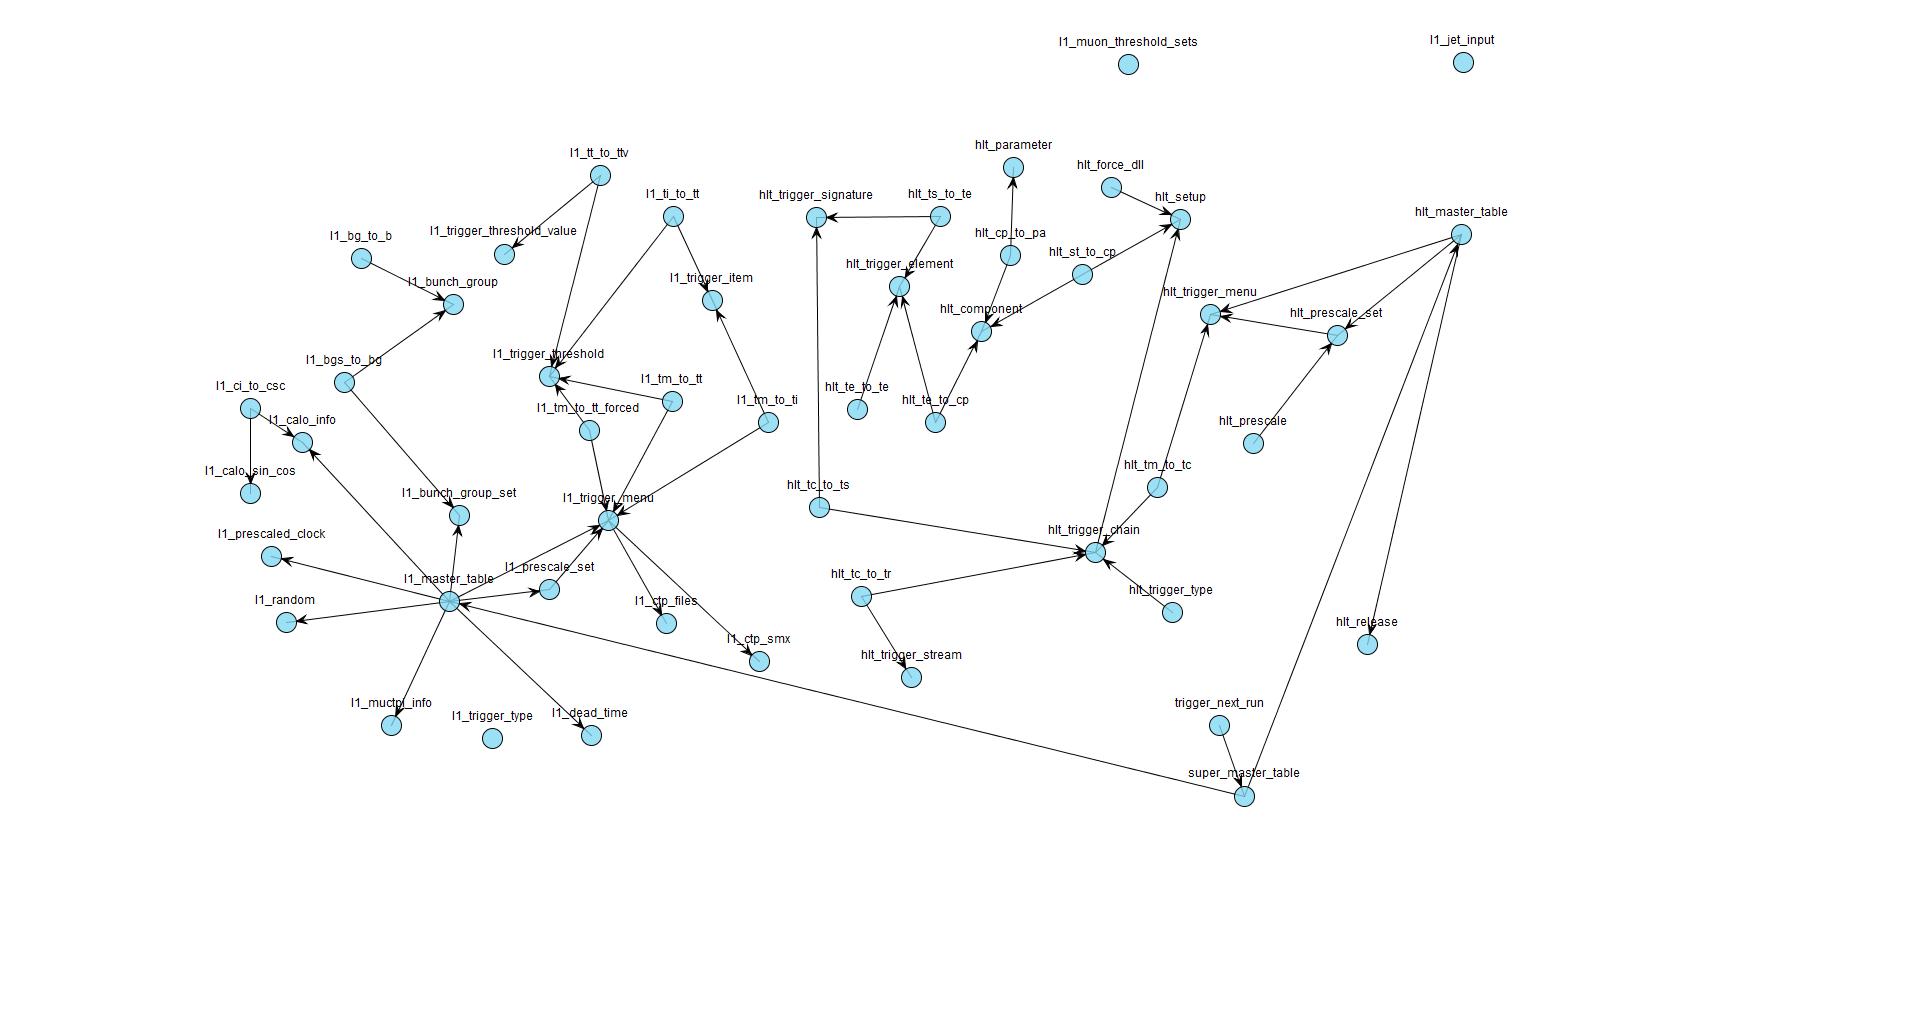 l1_jet_input
l1_muon_threshold_sets
hlt_parameter
l1_tt_to_ttv
hlt_force_dll
l1_ti_to_tt
hlt_trigger_signature
hlt_ts_to_te
hlt_setup
hlt_master_table
l1_trigger_threshold_value
hlt_cp_to_pa
l1_bg_to_b
hlt_st_to_cp
hlt_trigger_element
l1_trigger_item
l1_bunch_group
hlt_trigger_menu
hlt_component
hlt_prescale_set
l1_trigger_threshold
l1_bgs_to_bg
l1_tm_to_tt
l1_ci_to_csc
hlt_te_to_te
l1_tm_to_ti
hlt_te_to_cp
l1_tm_to_tt_forced
l1_calo_info
hlt_prescale
hlt_tm_to_tc
l1_calo_sin_cos
hlt_tc_to_ts
l1_bunch_group_set
l1_trigger_menu
hlt_trigger_chain
l1_prescaled_clock
l1_prescale_set
hlt_tc_to_tr
l1_master_table
hlt_trigger_type
l1_random
l1_ctp_files
hlt_release
l1_ctp_smx
hlt_trigger_stream
l1_muctpi_info
trigger_next_run
l1_dead_time
l1_trigger_type
super_master_table